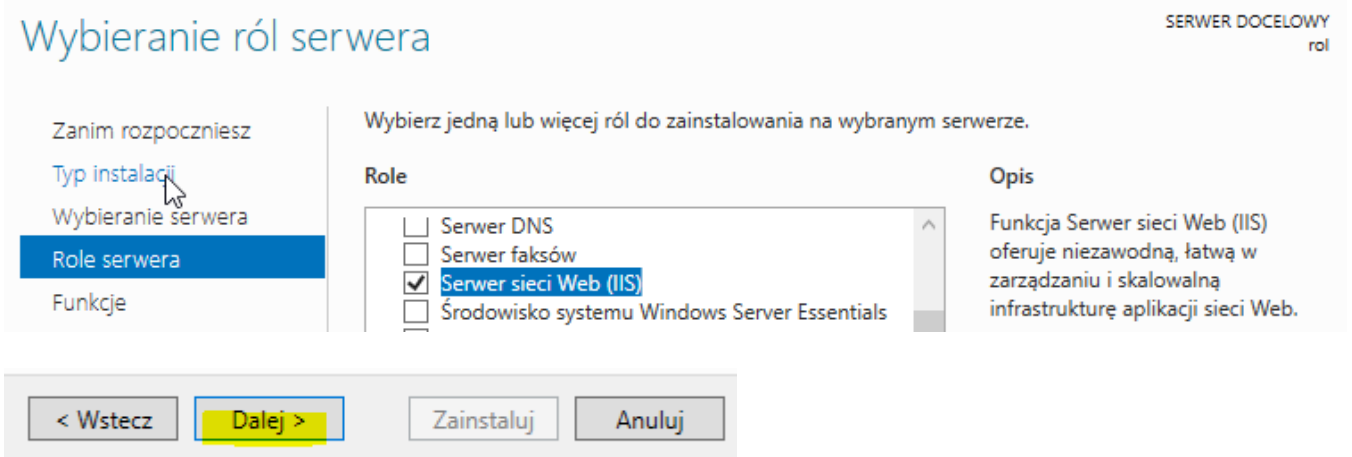 Wybieranie ról serwera
SERWER DOCELOWY
rol
Zanim rozpoczniesz
Typ instalacji
Wybieranie serwera
Role serwera
Funkcje
Wybierz jedną lub więcej ról do zainstalowania na wybranym serwerze.
Role
Serwer DNS
Serwer faksów
Serwer sieci Web (IIS)
Środowisko systemu Windows Server Essentials
Opis
Funkcja Serwer sieci Web (IIS)
oferuje niezawodną, łatwą w
zarządzaniu i skalowalną
infrastrukturę aplikacji sieci Web.
< Wstecz
Dalej >
Zainstaluj
Anuluj